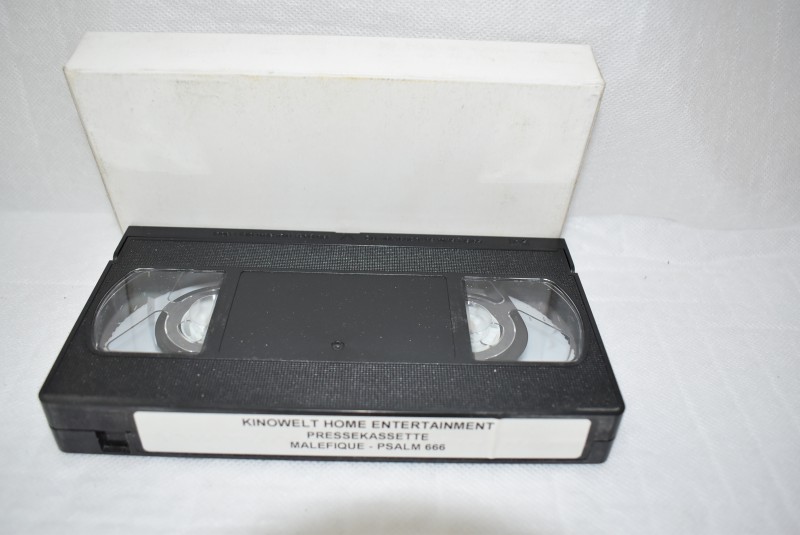 KINOWELT HOME ENTERTAINMENT
PRESSEKASSETTE
MALEFIQUE - PSALM 666